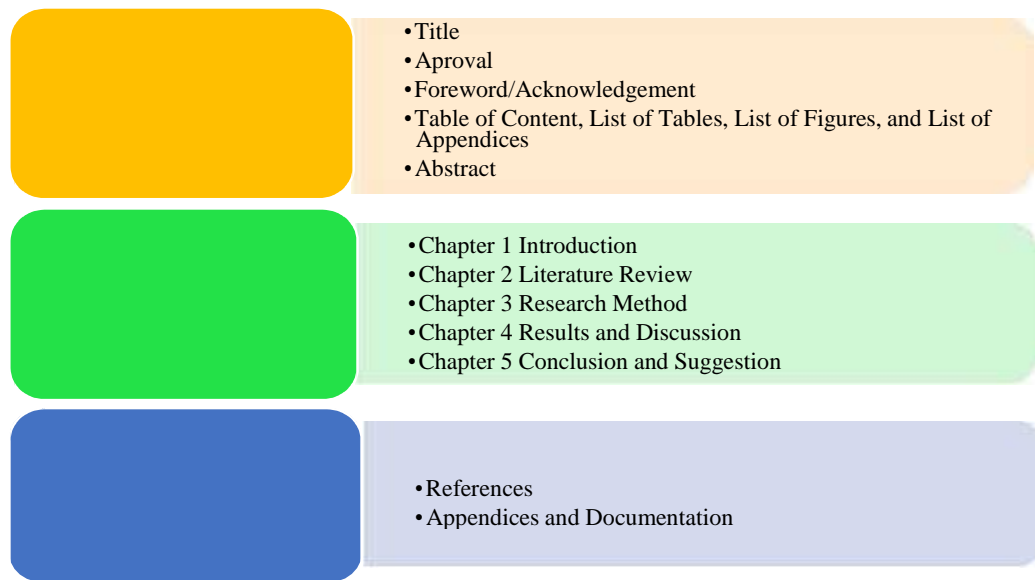 •Title
•Aproval
•Foreword/Acknowledgement
•Table of Content, List of Tables, List of Figures, and List of
Appendices
•Abstract
•Chapter 1 Introduction
•Chapter 2 Literature Review
•Chapter 3 Research Method
•Chapter 4 Results and Discussion
•Chapter 5 Conclusion and Suggestion
•References
•Appendices and Documentation